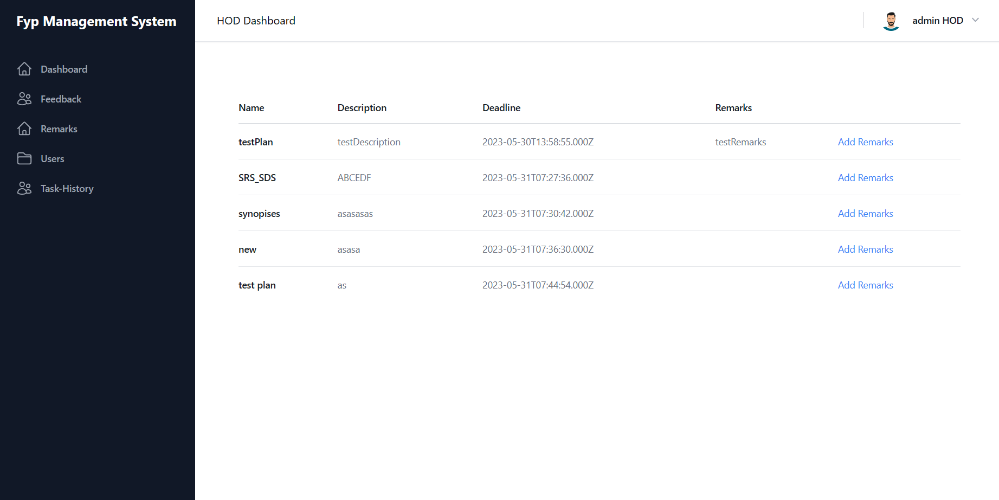 Fyp Management System
HOD Dashboard
admin HOD
Dashboard
Feedback
Remarks
Users
Task-History
Name Description Deadline Remarks
testPlan testDescription 2023-05-30T13:58:55.000Z testRemarks Add Remarks
SRS_SDS ABCEDF 2023-05-31T07:27:36.000Z Add Remarks
synopises asasasas 2023-05-31T07:30:42.000Z Add Remarks
new asasa 2023-05-31T07:36:30.000Z Add Remarks
test plan as 2023-05-31T07:44:54.000Z Add Remarks